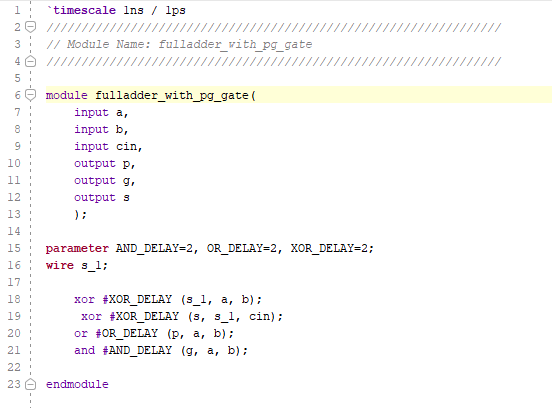 1 `timescale 1ns / 1ps
2 /////////////////////////////////////////////////////////////////
3 // Module Name: fulladder_with_pg_gate
4 /////////////////////////////////////////////////////////////////
5
6 module fulladder_with_pg_gate(
7 input a,
8 input b,
9 input cin,
10 output p,
11 output g,
12 output s
13 );
14
15 parameter AND_DELAY=2, OR_DELAY=2, XOR_DELAY=2;
16 wire s_1;
17
18 xor #XOR_DELAY (s_1, a, b);
19 xor #XOR_DELAY (s, s_1, cin);
20 or #OR_DELAY (p, a, b);
21 and #AND_DELAY (g, a, b);
22
23 endmodule